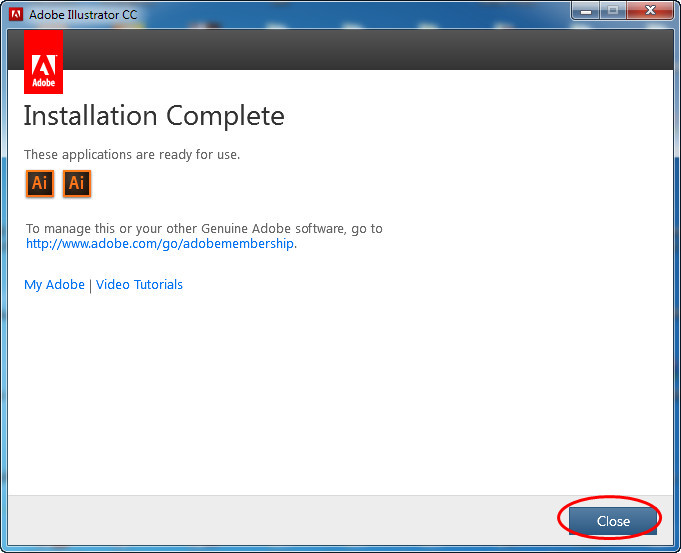 Adobe Illustrator CC
Adobe
Installation Complete
These applications are ready for use.
Ai Ai
To manage this or your other Genuine Adobe software, go to
http://www.adobe.com/go/adobemembership.
My Adobe | Video Tutorials
Close